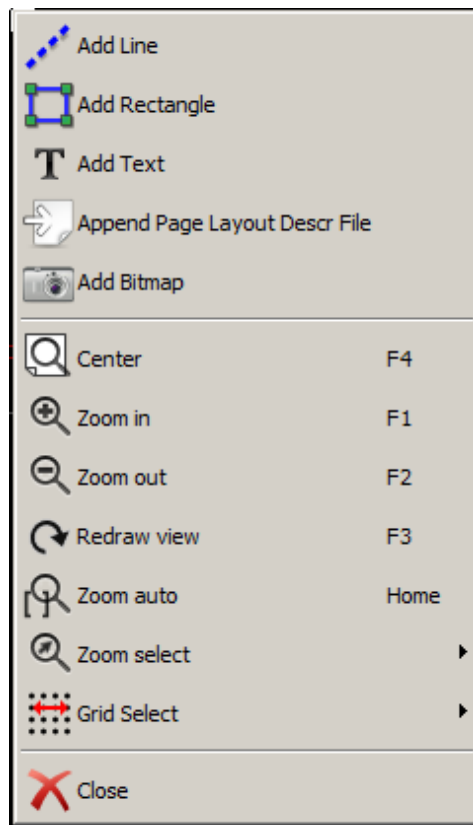 Add Line
Add Rectangle
T Add Text
Append Page Layout Descr File
Add Bitmap
Center F4
Zoom in F1
Zoom out F2
Redraw view F3
Zoom auto Home
Zoom select
Grid Select
Close